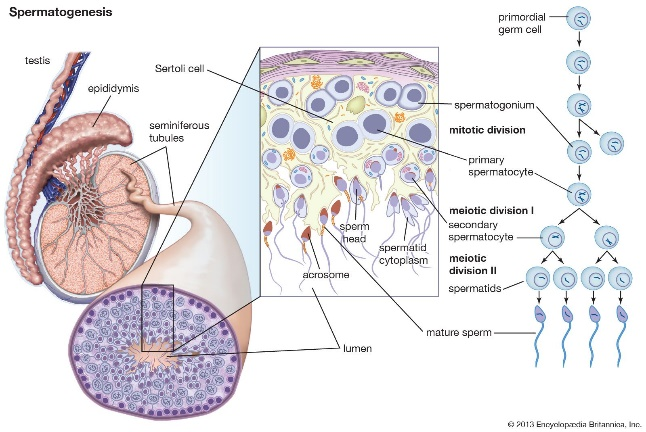 Spermatogenesis
testis
epididymis
seminiferous
tubules
Sertoli cell
sperm
head
spermatid
cytoplasm
acrosome
lumen
primordial
germ cell
spermatogonium
mitotic division
primary
spermatocyte
meiotic division I
secondary
spermatocyte
meiotic
division II
spermatids
mature sperm
© 2013 Encyclopædia Britannica, Inc.